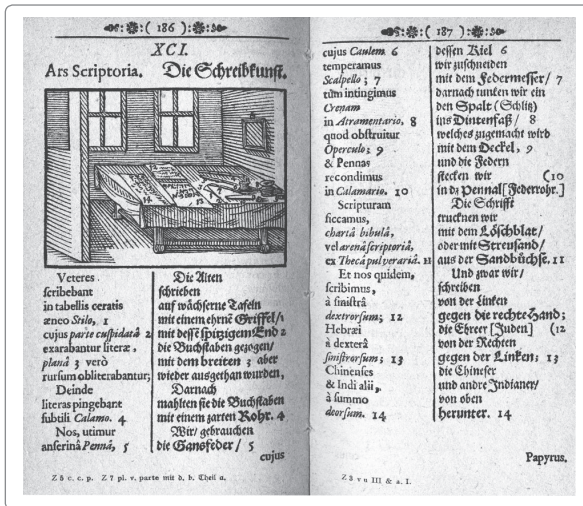 :( 186 ):
XCI.
Ars Scriptoria.
Die Schreibkunſt.
Veteres
ſcribebant
in tabellis ceratis
æneo Stilo, 1
cujus parte cuſpidatâ 2
exarabantur literæ,
planâ 3 verò
rurſum obliterabantur;
Deinde
literas pingebant
ſubtili Calamo. 4
Nos, utimur
anſerinâ Pennâ, 5
Die Alten
ſchrieben
auf wächſerne Tafeln
mit einem ehrnē Griffel/ 1
mit deſſē ſpitzigem End 2
die Buchſtaben gezogen/
mit dem breiten 3 aber
wieder ausgethan wurden,
Darnach
mahlten ſie die Buchſtaben
mit einem zarten Rohr. 4
Wir/ gebrauchen
die Gansfeder/ 5
cujus
Z 5 c. c. p. Z 7 pl. v. parte mit d. b. Theil a.
:( 187 ):
cujus Caulem 6
temperamus
Scalpello; 7
tùm intingimus
Crenam
in Atramentario, 8
quod obſtruitur
Operculo; 9
& Pennas
recondimus
in Calamario. 10
Scripturam
ſiccamus,
chartâ bibulâ,
vel arenâ ſcriptoriâ,
ex Thecâ pulverariâ. 11
Et nos quidem,
ſcribimus,
à ſiniſtrâ
dextrorſum; 12
Hebræi
à dexterâ
ſiniſtrorſum; 13
Chinenſes
& Indi alii,
à ſummo
deorſum. 14
deſſen Kiel 6
wir zuſchneiden
mit dem Federmeſſer/ 7
darnach tunken wir ein
den Spalt (Schlitz)
ins Dintenfaß/ 8
welches zugemacht wird
mit dem Deckel, 9
und die Federn
ſtecken wir (10
in dz Pennal [Federrohr.]
Die Schrifft
trucknen wir
mit dem Löſchblat/
oder mit Streuſand/
aus der Sandbüchſe. 11
Und zwar wir/
ſchreiben
von der Linken
gegen die rechte Hand;
die Ebreer [Juden] (12
von der Rechten
gegen der Linken; 13
die Chineſer
und andre Indianer/
von oben
herunter. 14
Papyrus.
Z 3 v u III & a. I.